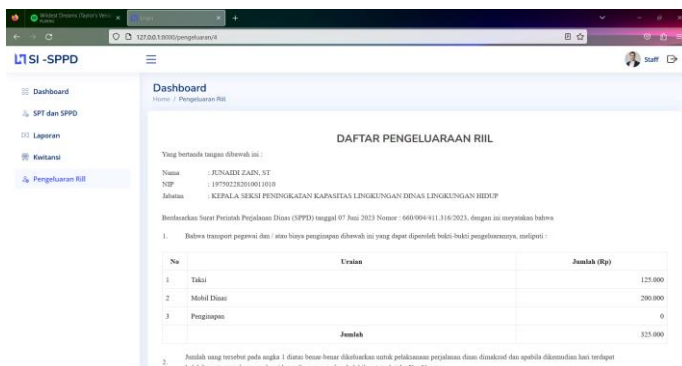 Wildest Dreams (Taylor's Versi
127.0.0.1:8000/pengeluaran/4
SI -SPPD
Staff
Dashboard
SPT dan SPPD
Laporan
Kwitansi
Pengeluaran Rill
Dashboard
Home / Pengeluaran Riil
DAFTAR PENGELUARAAN RIIL
Yang bertanda tangan dibawah ini :
Nama : JUNAIDI ZAIN, ST
NIP : 197502282010011010
Jabatan : KEPALA SEKSI PENINGKATAN KAPASITAS LINGKUNGAN DINAS LINGKUNGAN HIDUP
Berdasarkan Surat Perintah Perjalanan Dinas (SPPD) tanggal 07 Juni 2023 Nomor : 660/004/411.316/2023, dengan ini meyatakan bahwa
1. Bahwa transport pegawai dan / atau biaya penginapan dibawah ini yang dapat diperoleh bukti-bukti pengeluarannya, meliputi :
No Uraian Jumlah (Rp)
1 Taksi 125.000
2 Mobil Dinas 200.000
3 Penginapan 0
Jumlah 325.000
2. Jumlah uang tersebut pada angka 1 diatas benar-benar dikeluarkan untuk pelaksanaan perjalanan dinas dimaksud dan apabila dikemudian hari terdapat